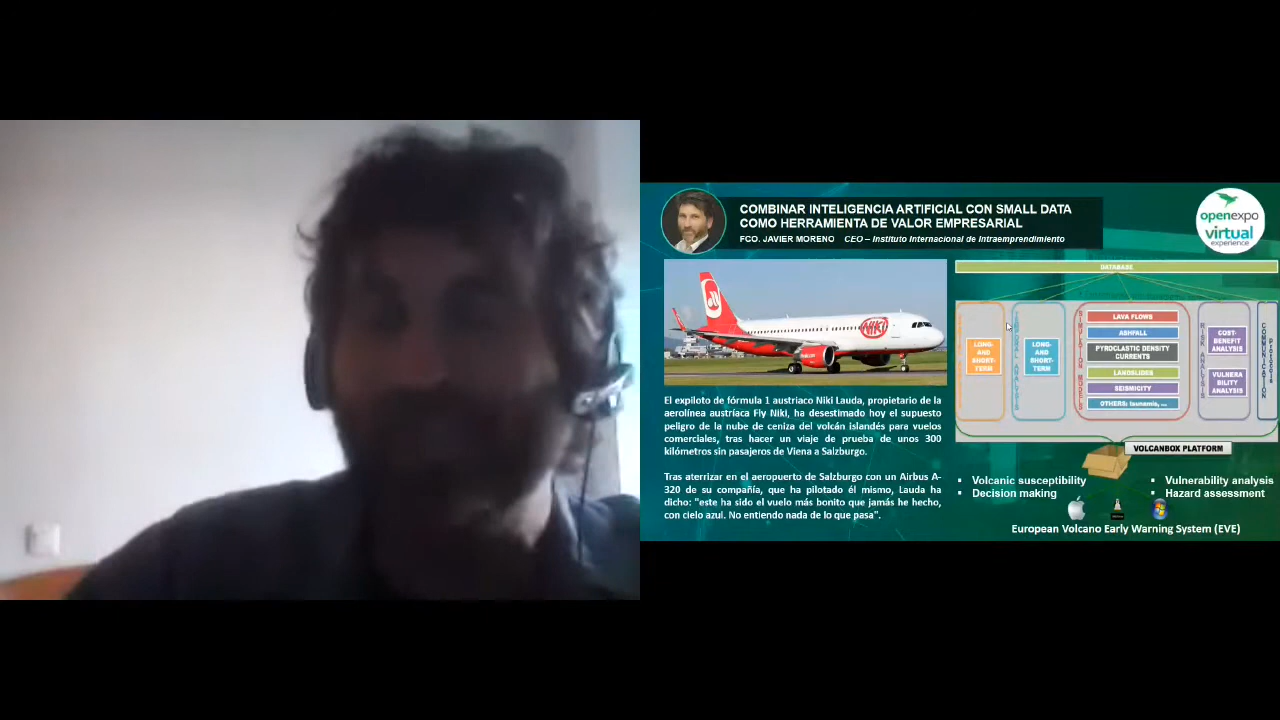 COMBINAR INTELIGENCIA ARTIFICIAL CON SMALL DATA
COMO HERRAMIENTA DE VALOR EMPRESARIAL
FCO. JAVIER MORENO CEO – Instituto Internacional de Intraemprendimiento
openexpo
virtual
experience
NIKI
El expiloto de fórmula 1 austriaco Niki Lauda, propietario de la
aerolínea austríaca Fly Niki, ha desestimado hoy el supuesto
peligro de la nube de ceniza del volcán islandés para vuelos
comerciales, tras hacer un viaje de prueba de unos 300
kilómetros sin pasajeros de Viena a Salzburgo.
Tras aterrizar en el aeropuerto de Salzburgo con un Airbus A-
320 de su compañía, que ha pilotado él mismo, Lauda ha
dicho: "este ha sido el vuelo más bonito que jamás he hecho,
con cielo azul. No entiendo nada de lo que pasa".
DATABASE
LONG-
AND
SHORT-
TERM
LONG-
AND
SHORT-
TERM
LAVA FLOWS
ASHFALL
PYROCLASTIC DENSITY
CURRENTS
LANDSLIDES
SEISMICITY
OTHERS: tsunamis, ...
RISK ANALYSIS
COST-
BENEFIT
ANALYSIS
VULNERA
BILITY
ANALYSIS
COMMUNICATION
Protocols
VOLCANBOX PLATFORM
▪ Volcanic susceptibility
▪ Decision making
▪ Vulnerability analysis
▪ Hazard assessment
European Volcano Early Warning System (EVE)